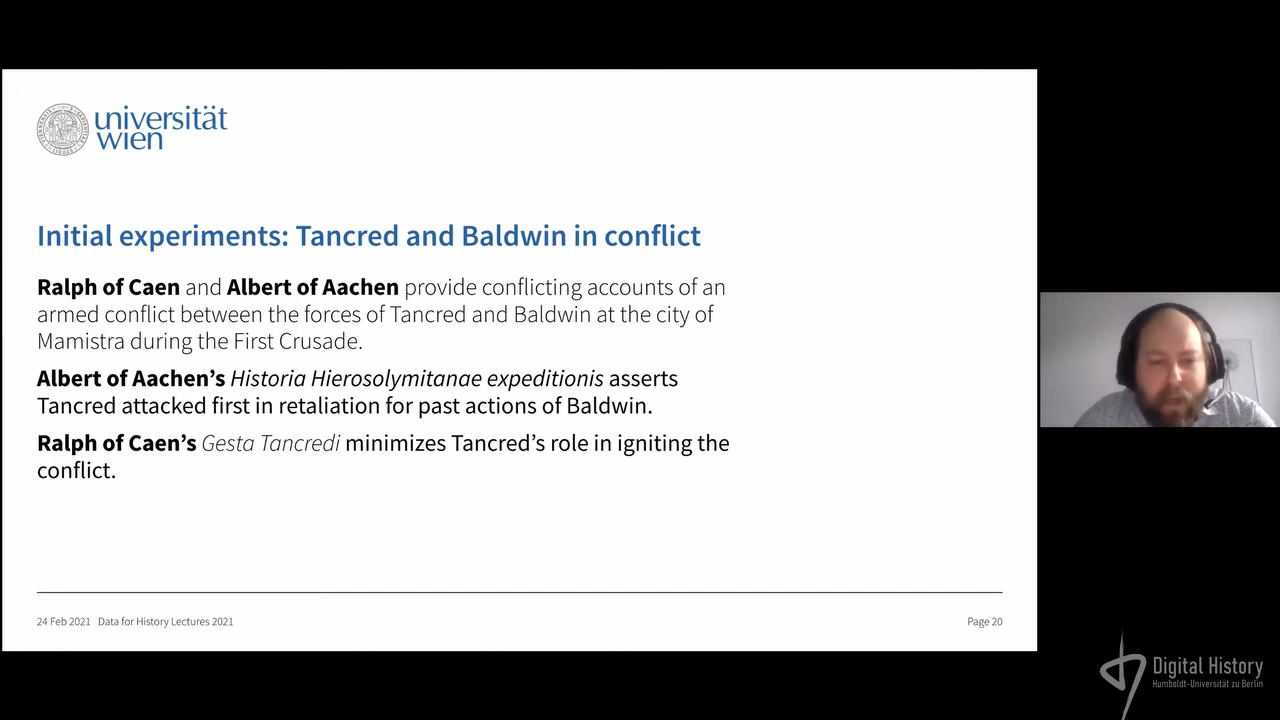 universität
wien
Initial experiments: Tancred and Baldwin in conflict
Ralph of Caen and Albert of Aachen provide conflicting accounts of an
armed conflict between the forces of Tancred and Baldwin at the city of
Mamistra during the First Crusade.
Albert of Aachen’s Historia Hierosolymitanae expeditionis asserts
Tancred attacked first in retaliation for past actions of Baldwin.
Ralph of Caen’s Gesta Tancredi minimizes Tancred’s role in igniting the
conflict.
24 Feb 2021 Data for History Lectures 2021
Page 20
Digital History
Humboldt-Universität zu Berlin